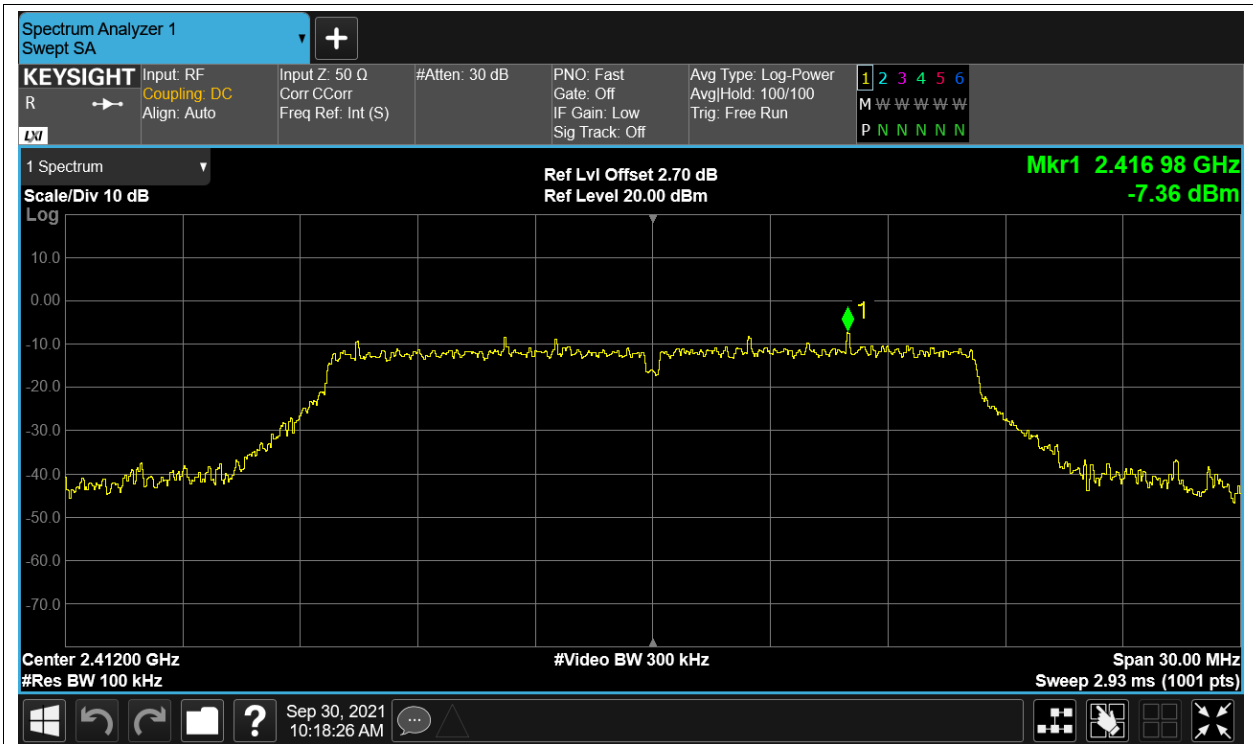 Spectrum Analyzer 1
Swept SA
KEYSIGHT Input: RF Input Z: 50 Ω #Atten: 30 dB PNO: Fast Avg Type: Log-Power 1 2 3 4 5 6
R Coupling: DC Corr CCorr Gate: Off Avg|Hold: 100/100 M W W W W W W
Align: Auto Freq Ref: Int (S) IF Gain: Low Trig: Free Run
LXI Sig Track: Off P N N N N N N
1 Spectrum Ref Lvl Offset 2.70 dB Mkr1 2.416 98 GHz
Scale/Div 10 dB Ref Level 20.00 dBm -7.36 dBm
Log
10.0
0.00
1
-10.0
-20.0
-30.0
-40.0
-50.0
-60.0
-70.0
Center 2.41200 GHz #Video BW 300 kHz Span 30.00 MHz
#Res BW 100 kHz Sweep 2.93 ms (1001 pts)
? Sep 30, 2021
10:18:26 AM